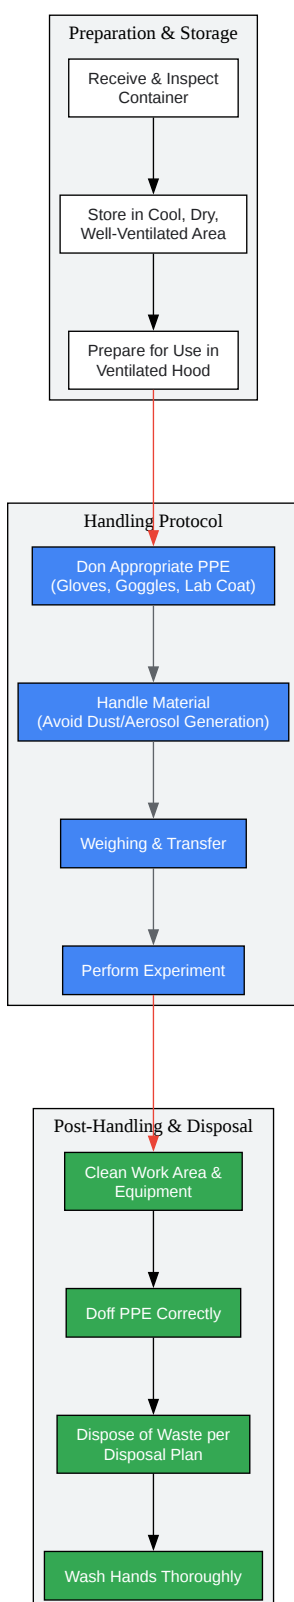 Preparation & Storage
Receive & Inspect
Container
Store in Cool, Dry,
Well-Ventilated Area
Prepare for Use in
Ventilated Hood
Handling Protocol
Don Appropriate PPE
(Gloves, Goggles, Lab Coat)
Handle Material
(Avoid Dust/Aerosol Generation)
Weighing & Transfer
Perform Experiment
Post-Handling & Disposal
Clean Work Area &
Equipment
Doff PPE Correctly
Dispose of Waste per
Disposal Plan
Wash Hands Thoroughly